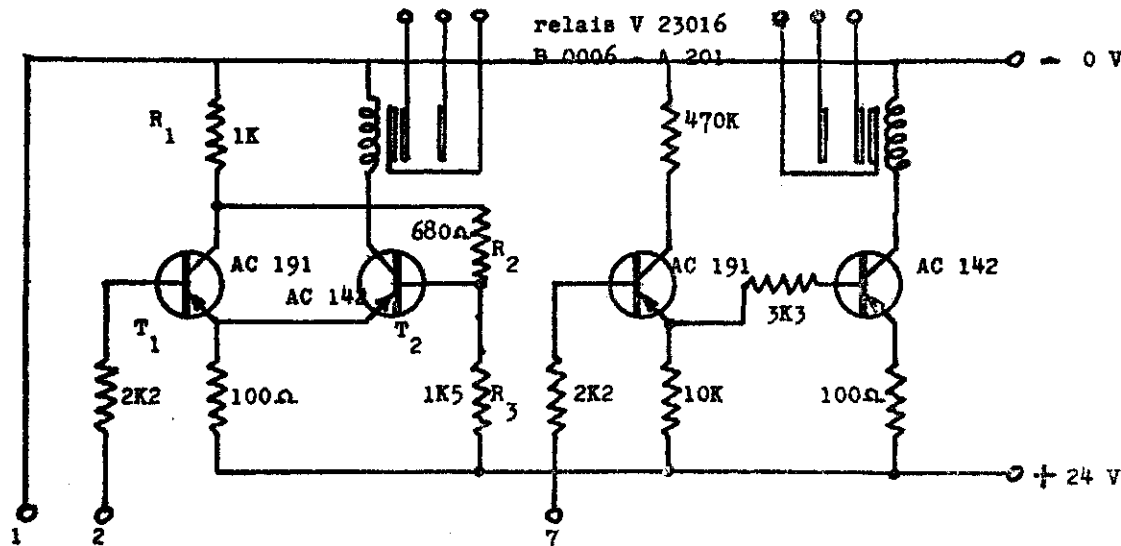 relais V 23016
B 0006 - A 201
- 0 V
R1
1K
470K
680Ω
R2
AC 191
AC 142
AC 191
AC 142
T1
T2
3K3
2K2
100Ω
1K5
R3
2K2
10K
100Ω
+ 24 V
1
2
7